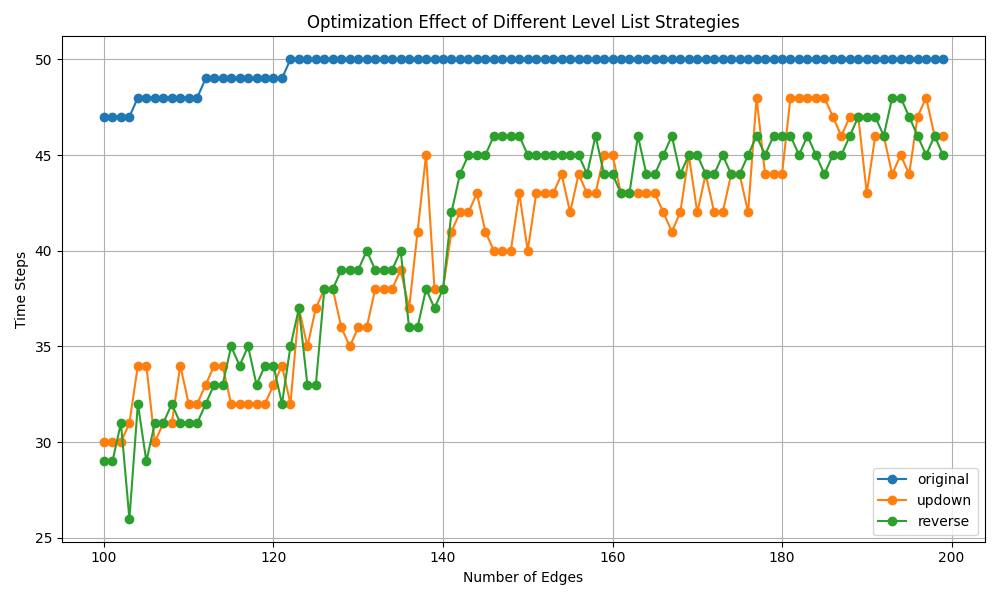 Optimization Effect of Different Level List Strategies
50
45
40
35
30
25
Time Steps
100 120 140 160 180 200
Number of Edges
original
updown
reverse